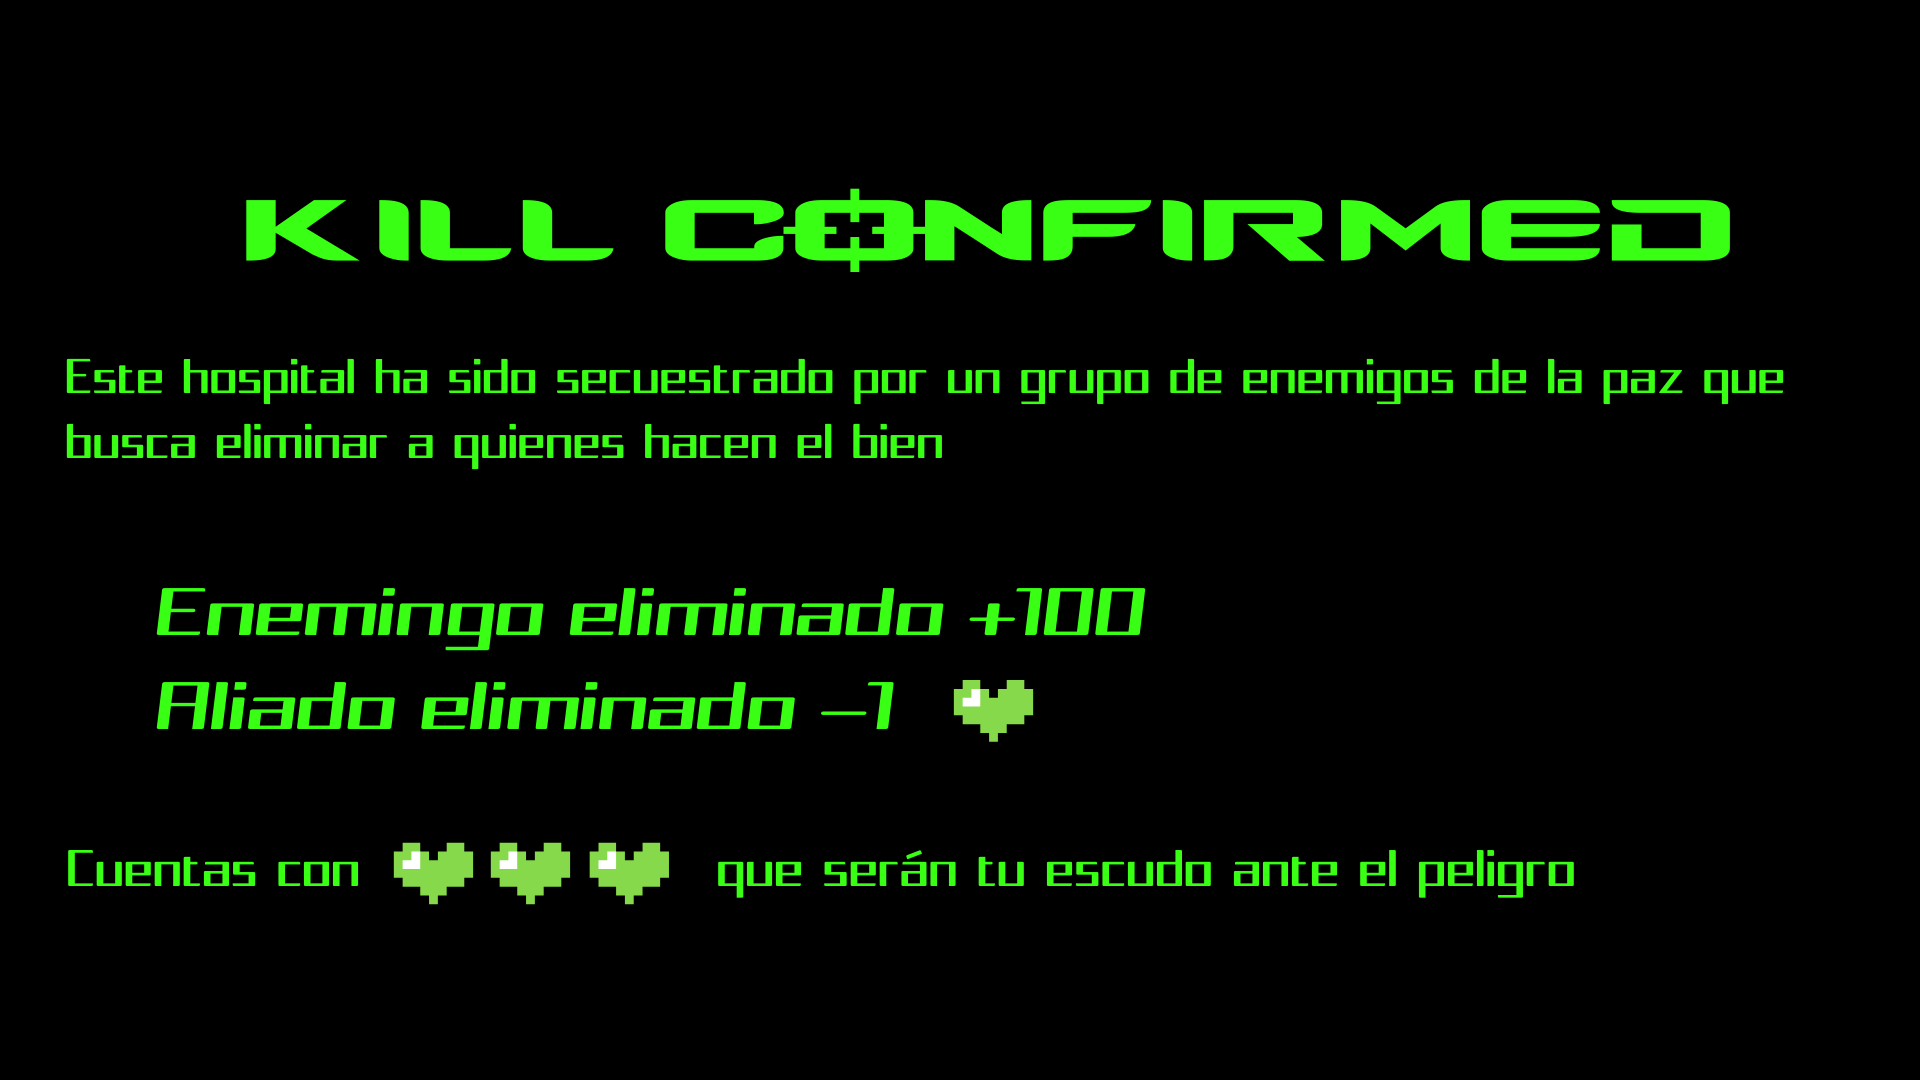 KILL CONFIRMED
Este hospital ha sido secuestrado por un grupo de enemigos de la paz que
busca eliminar a quienes hacen el bien
Enemingo eliminado +100
Aliado eliminado -1
Cuentas con que serán tu escudo ante el peligro